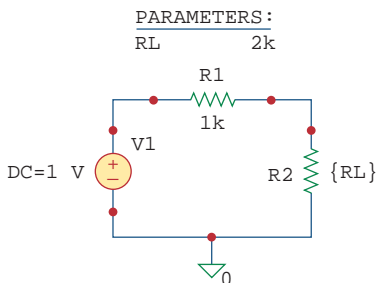 PARAMETERS:
RL 2k
R1
1k
V1
DC=1 V
+
−
R2 {RL}
0